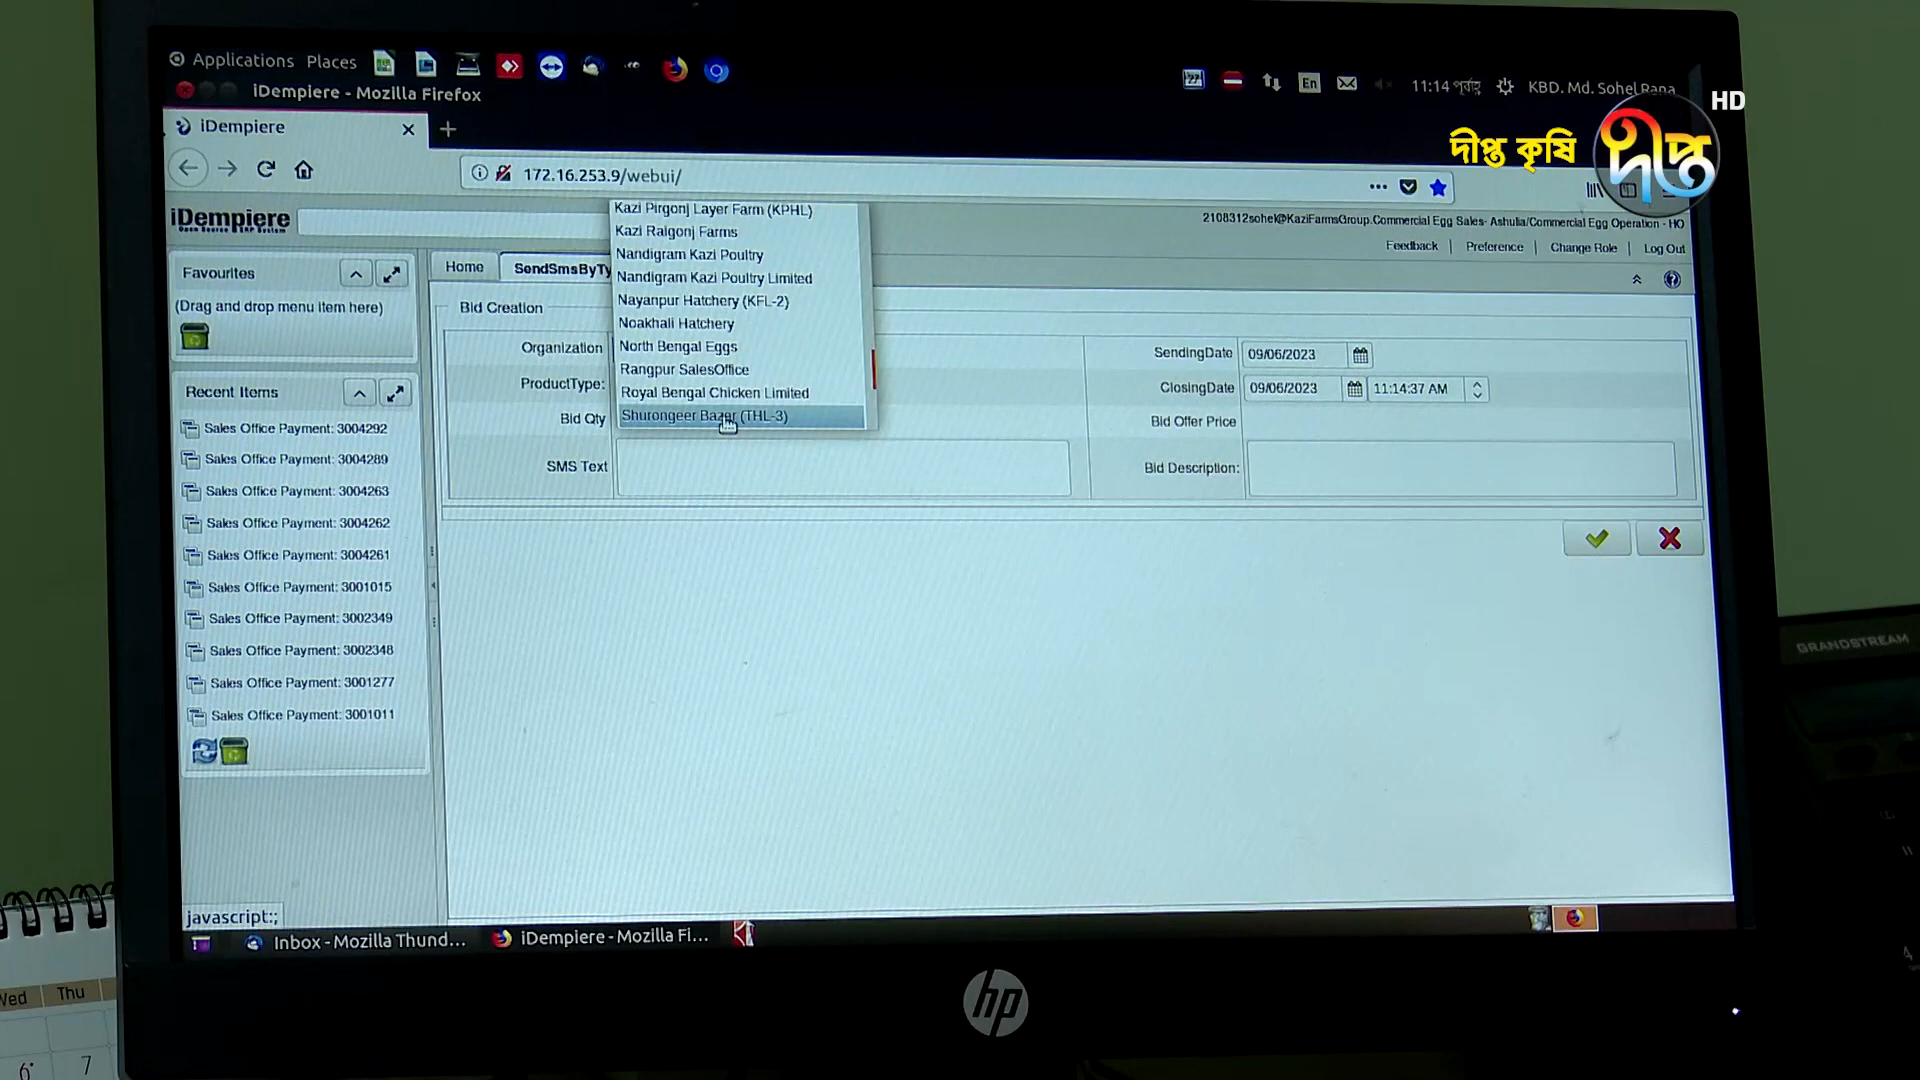 HD
দীপ্ত কৃষি
দীপ্ত
Applications Places
En
11:14 পূর্বাহ্ণ
KBD. Md. Sohel Rana
iDempiere - Mozilla Firefox
iDempiere
172.16.253.9/webui/
iDempiere
2108312sohel@KaziFarmsGroup.Commercial Egg Sales- Ashulia/Commercial Egg Operation - HO
Feedback | Preference | Change Role | Log Out
Favourites
(Drag and drop menu item here)
Recent Items
Sales Office Payment: 3004292
Sales Office Payment: 3004289
Sales Office Payment: 3004263
Sales Office Payment: 3004262
Sales Office Payment: 3004261
Sales Office Payment: 3001015
Sales Office Payment: 3002349
Sales Office Payment: 3002348
Sales Office Payment: 3001277
Sales Office Payment: 3001011
Home
SendSmsByTy
Bid Creation
Organization
ProductType:
Bid Qty
SMS Text
Kazi Pirgonj Layer Farm (KPHL)
Kazi Raigonj Farms
Nandigram Kazi Poultry
Nandigram Kazi Poultry Limited
Nayanpur Hatchery (KFL-2)
Noakhali Hatchery
North Bengal Eggs
Rangpur SalesOffice
Royal Bengal Chicken Limited
Shurongeer Bazar (THL-3)
SendingDate 09/06/2023
ClosingDate 09/06/2023 11:14:37 AM
Bid Offer Price
Bid Description:
javascript:;
Inbox - Mozilla Thund...
iDempiere - Mozilla Fi...
hp
GRANDSTREAM
Wed Thu
6 7